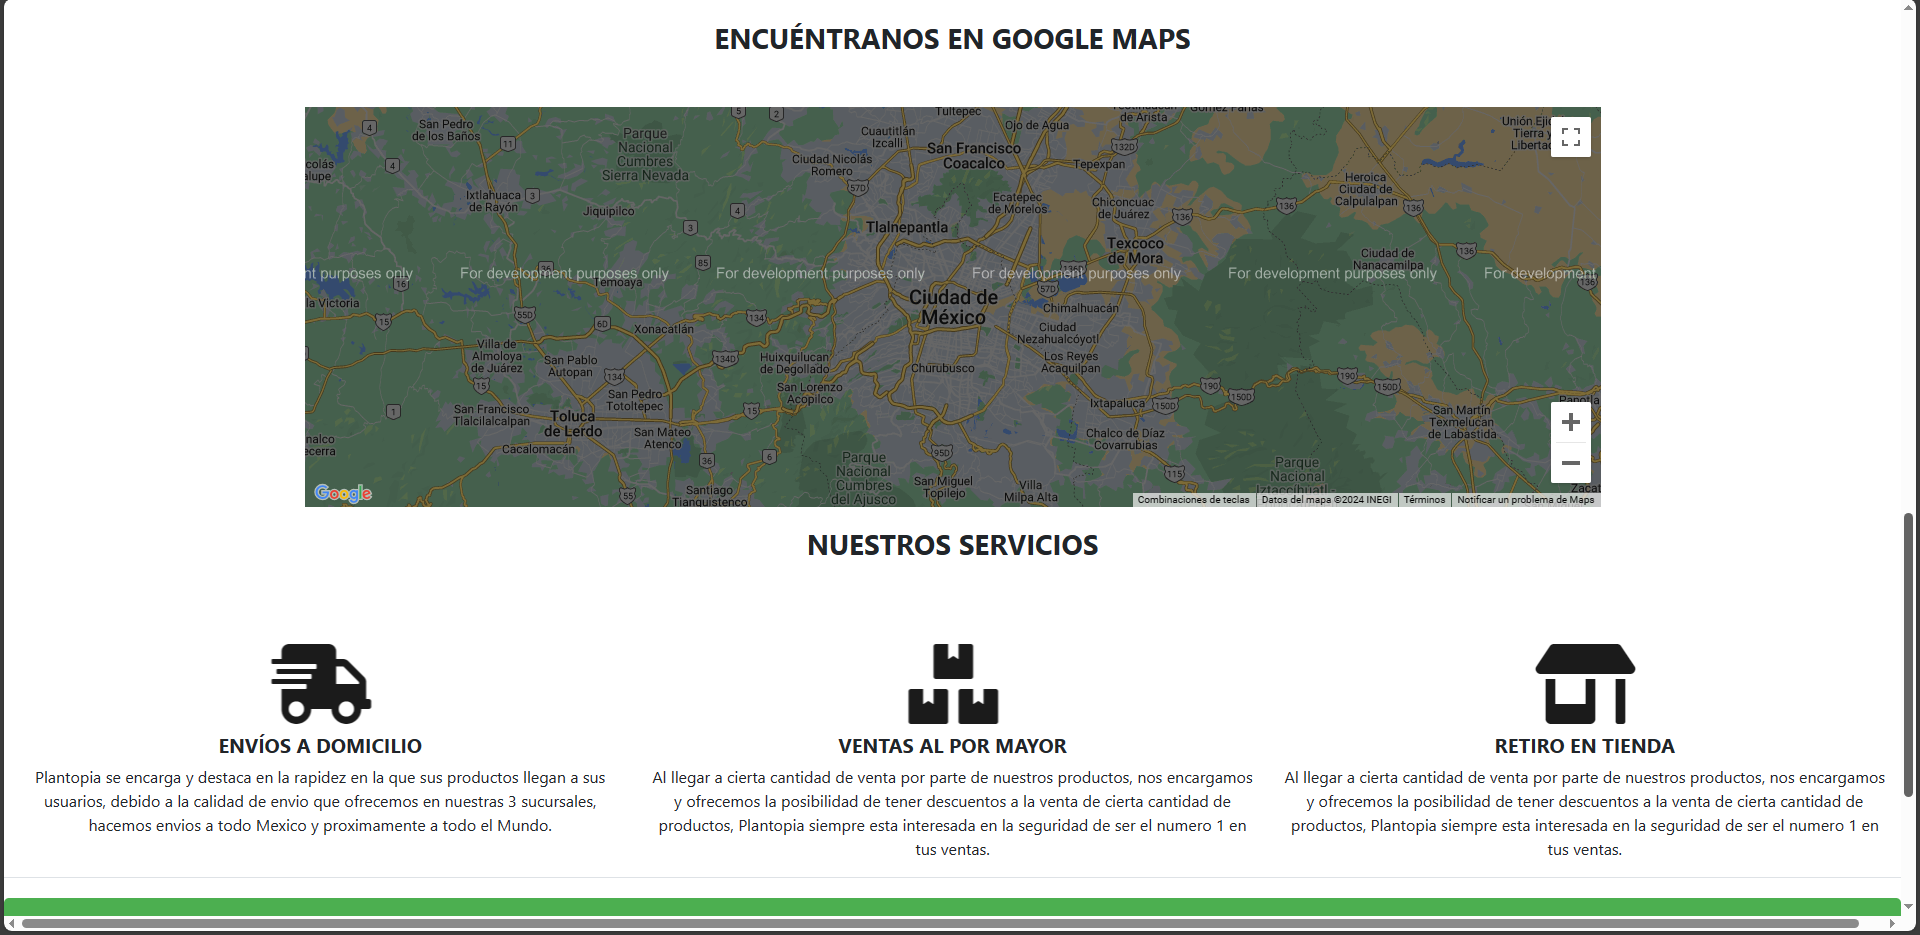 ENCUÉNTRANOS EN GOOGLE MAPS
Tultepec
San Pedro
de los Baños
Parque
Nacional
Cumbres
Sierra Nevada
Cuautitlán
Izcalli
Ojo de Agua
de Arista
Unión Eji
Tierra y
Liberta
San Francisco
Coacalco
Ciudad Nicolás
Romero
Tepexpan
colás
alupe
Ixtlahuaca
de Rayón
Jiquipilco
Ecatepec
de Morelos
Chiconcuac
de Juárez
Heroica
Ciudad de
Calpulalpan
Tlalnepantla
Texcoco
de Mora
Ciudad de
Nanacamilpa
nt purposes only
For development purposes only
For development purposes only
For development purposes only
For development purposes only
For development
Temoaya
la Victoria
Ciudad de
México
Chimalhuacán
Xonacatlán
Ciudad
Nezahualcóyotl
Villa de
Almoloya
de Juárez
San Pablo
Autopan
Huixquilucan
de Degollado
Churubusco
Los Reyes
Acaquilpan
San Pedro
Totoltepec
San Lorenzo
Acopilco
Ixtapaluca
San Francisco
Tlalcilalcalpan
Toluca
de Lerdo
San Mateo
Atenco
Chalco de Díaz
Covarrubias
San Martín
Texmelucan
de Labastida
nalco
ecerra
Cacalomacán
Parque
Nacional
Cumbres
del Ajusco
San Miguel
Topilejo
Villa
Milpa Alta
Parque
Nacional
Iztaccíhuatl-
Santiago
Tianguistenco
Zacat
Google
Combinaciones de teclas
Datos del mapa ©2024 INEGI
Términos
Notificar un problema de Maps
NUESTROS SERVICIOS
ENVÍOS A DOMICILIO
Plantopia se encarga y destaca en la rapidez en la que sus productos llegan a sus
usuarios, debido a la calidad de envio que ofrecemos en nuestras 3 sucursales,
hacemos envios a todo Mexico y proximamente a todo el Mundo.
VENTAS AL POR MAYOR
Al llegar a cierta cantidad de venta por parte de nuestros productos, nos encargamos
y ofrecemos la posibilidad de tener descuentos a la venta de cierta cantidad de
productos, Plantopia siempre esta interesada en la seguridad de ser el numero 1 en
tus ventas.
RETIRO EN TIENDA
Al llegar a cierta cantidad de venta por parte de nuestros productos, nos encargamos
y ofrecemos la posibilidad de tener descuentos a la venta de cierta cantidad de
productos, Plantopia siempre esta interesada en la seguridad de ser el numero 1 en
tus ventas.